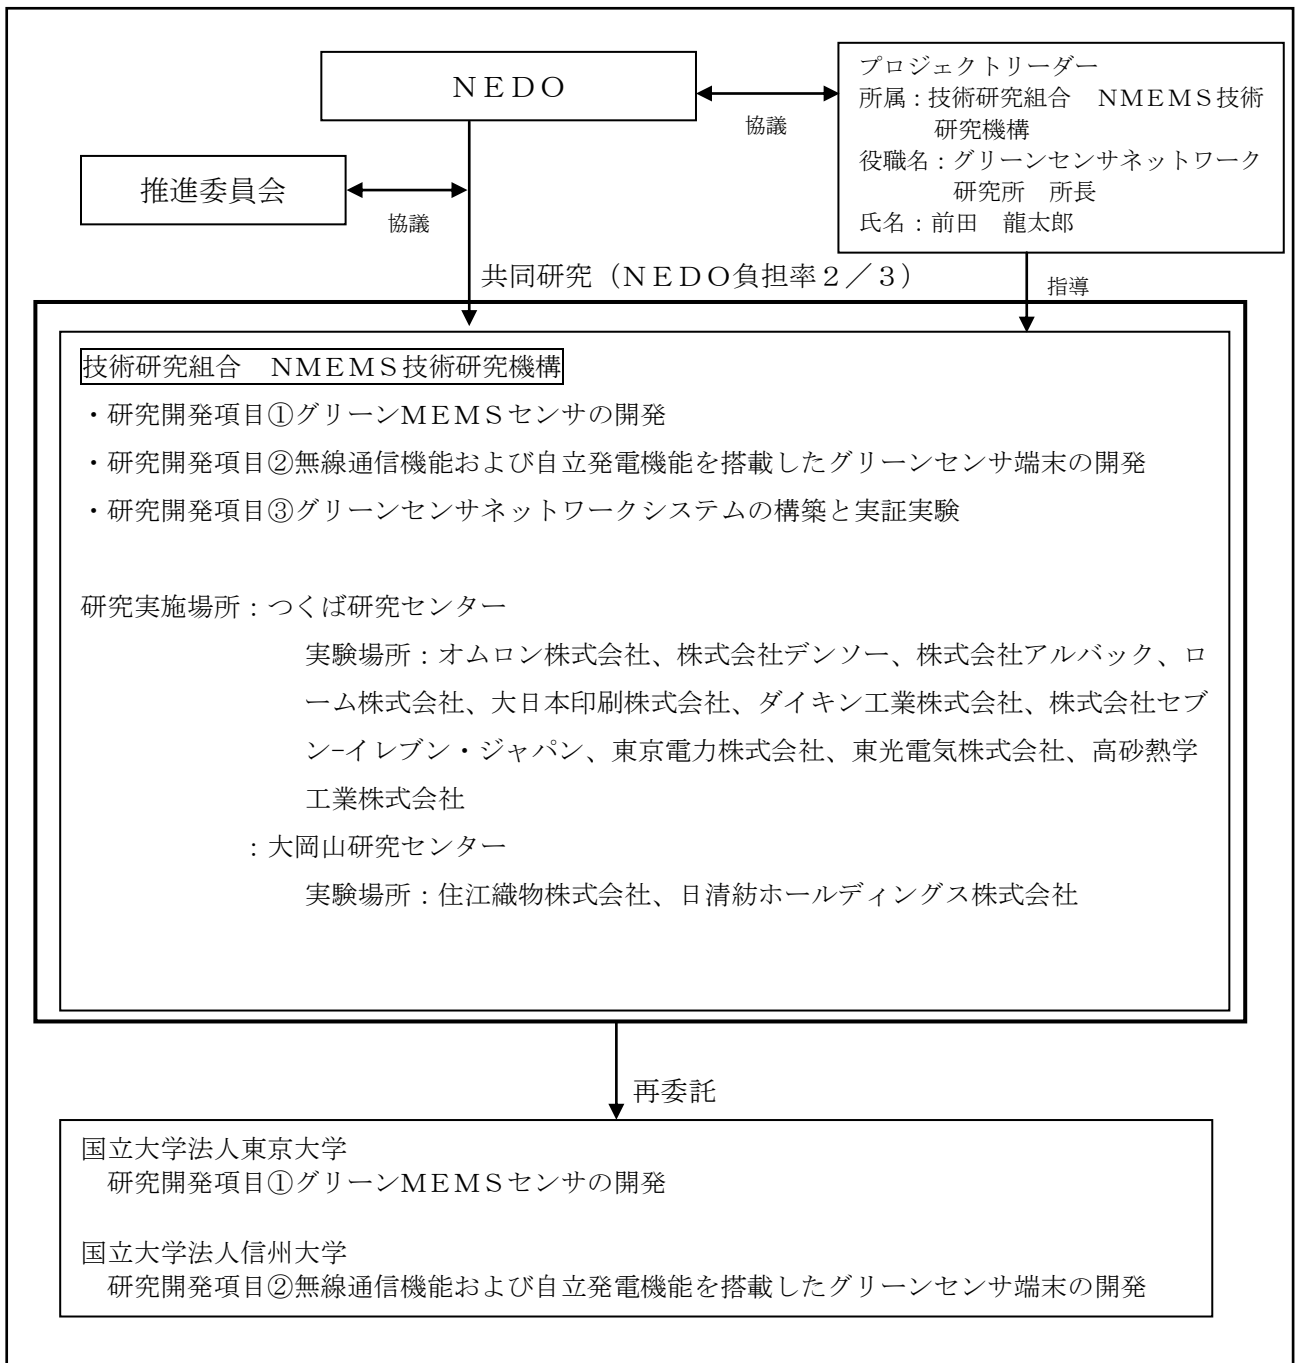 NEDO
協議
プロジェクトリーダー
所属：技術研究組合　NMEMS技術
研究機構
役職名：グリーンセンサネットワーク
研究所　所長
氏名：前田　龍太郎
推進委員会
協議
共同研究（NEDO負担率２／３）
指導
技術研究組合　NMEMS技術研究機構
・研究開発項目①グリーンMEMSセンサの開発
・研究開発項目②無線通信機能および自立発電機能を搭載したグリーンセンサ端末の開発
・研究開発項目③グリーンセンサネットワークシステムの構築と実証実験
研究実施場所：つくば研究センター
実験場所：オムロン株式会社、株式会社デンソー、株式会社アルバック、ロ
ーム株式会社、大日本印刷株式会社、ダイキン工業株式会社、株式会社セブ
ン-イレブン・ジャパン、東京電力株式会社、東光電気株式会社、高砂熱学
工業株式会社
：大岡山研究センター
実験場所：住江織物株式会社、日清紡ホールディングス株式会社
再委託
国立大学法人東京大学
研究開発項目①グリーンMEMSセンサの開発
国立大学法人信州大学
研究開発項目②無線通信機能および自立発電機能を搭載したグリーンセンサ端末の開発